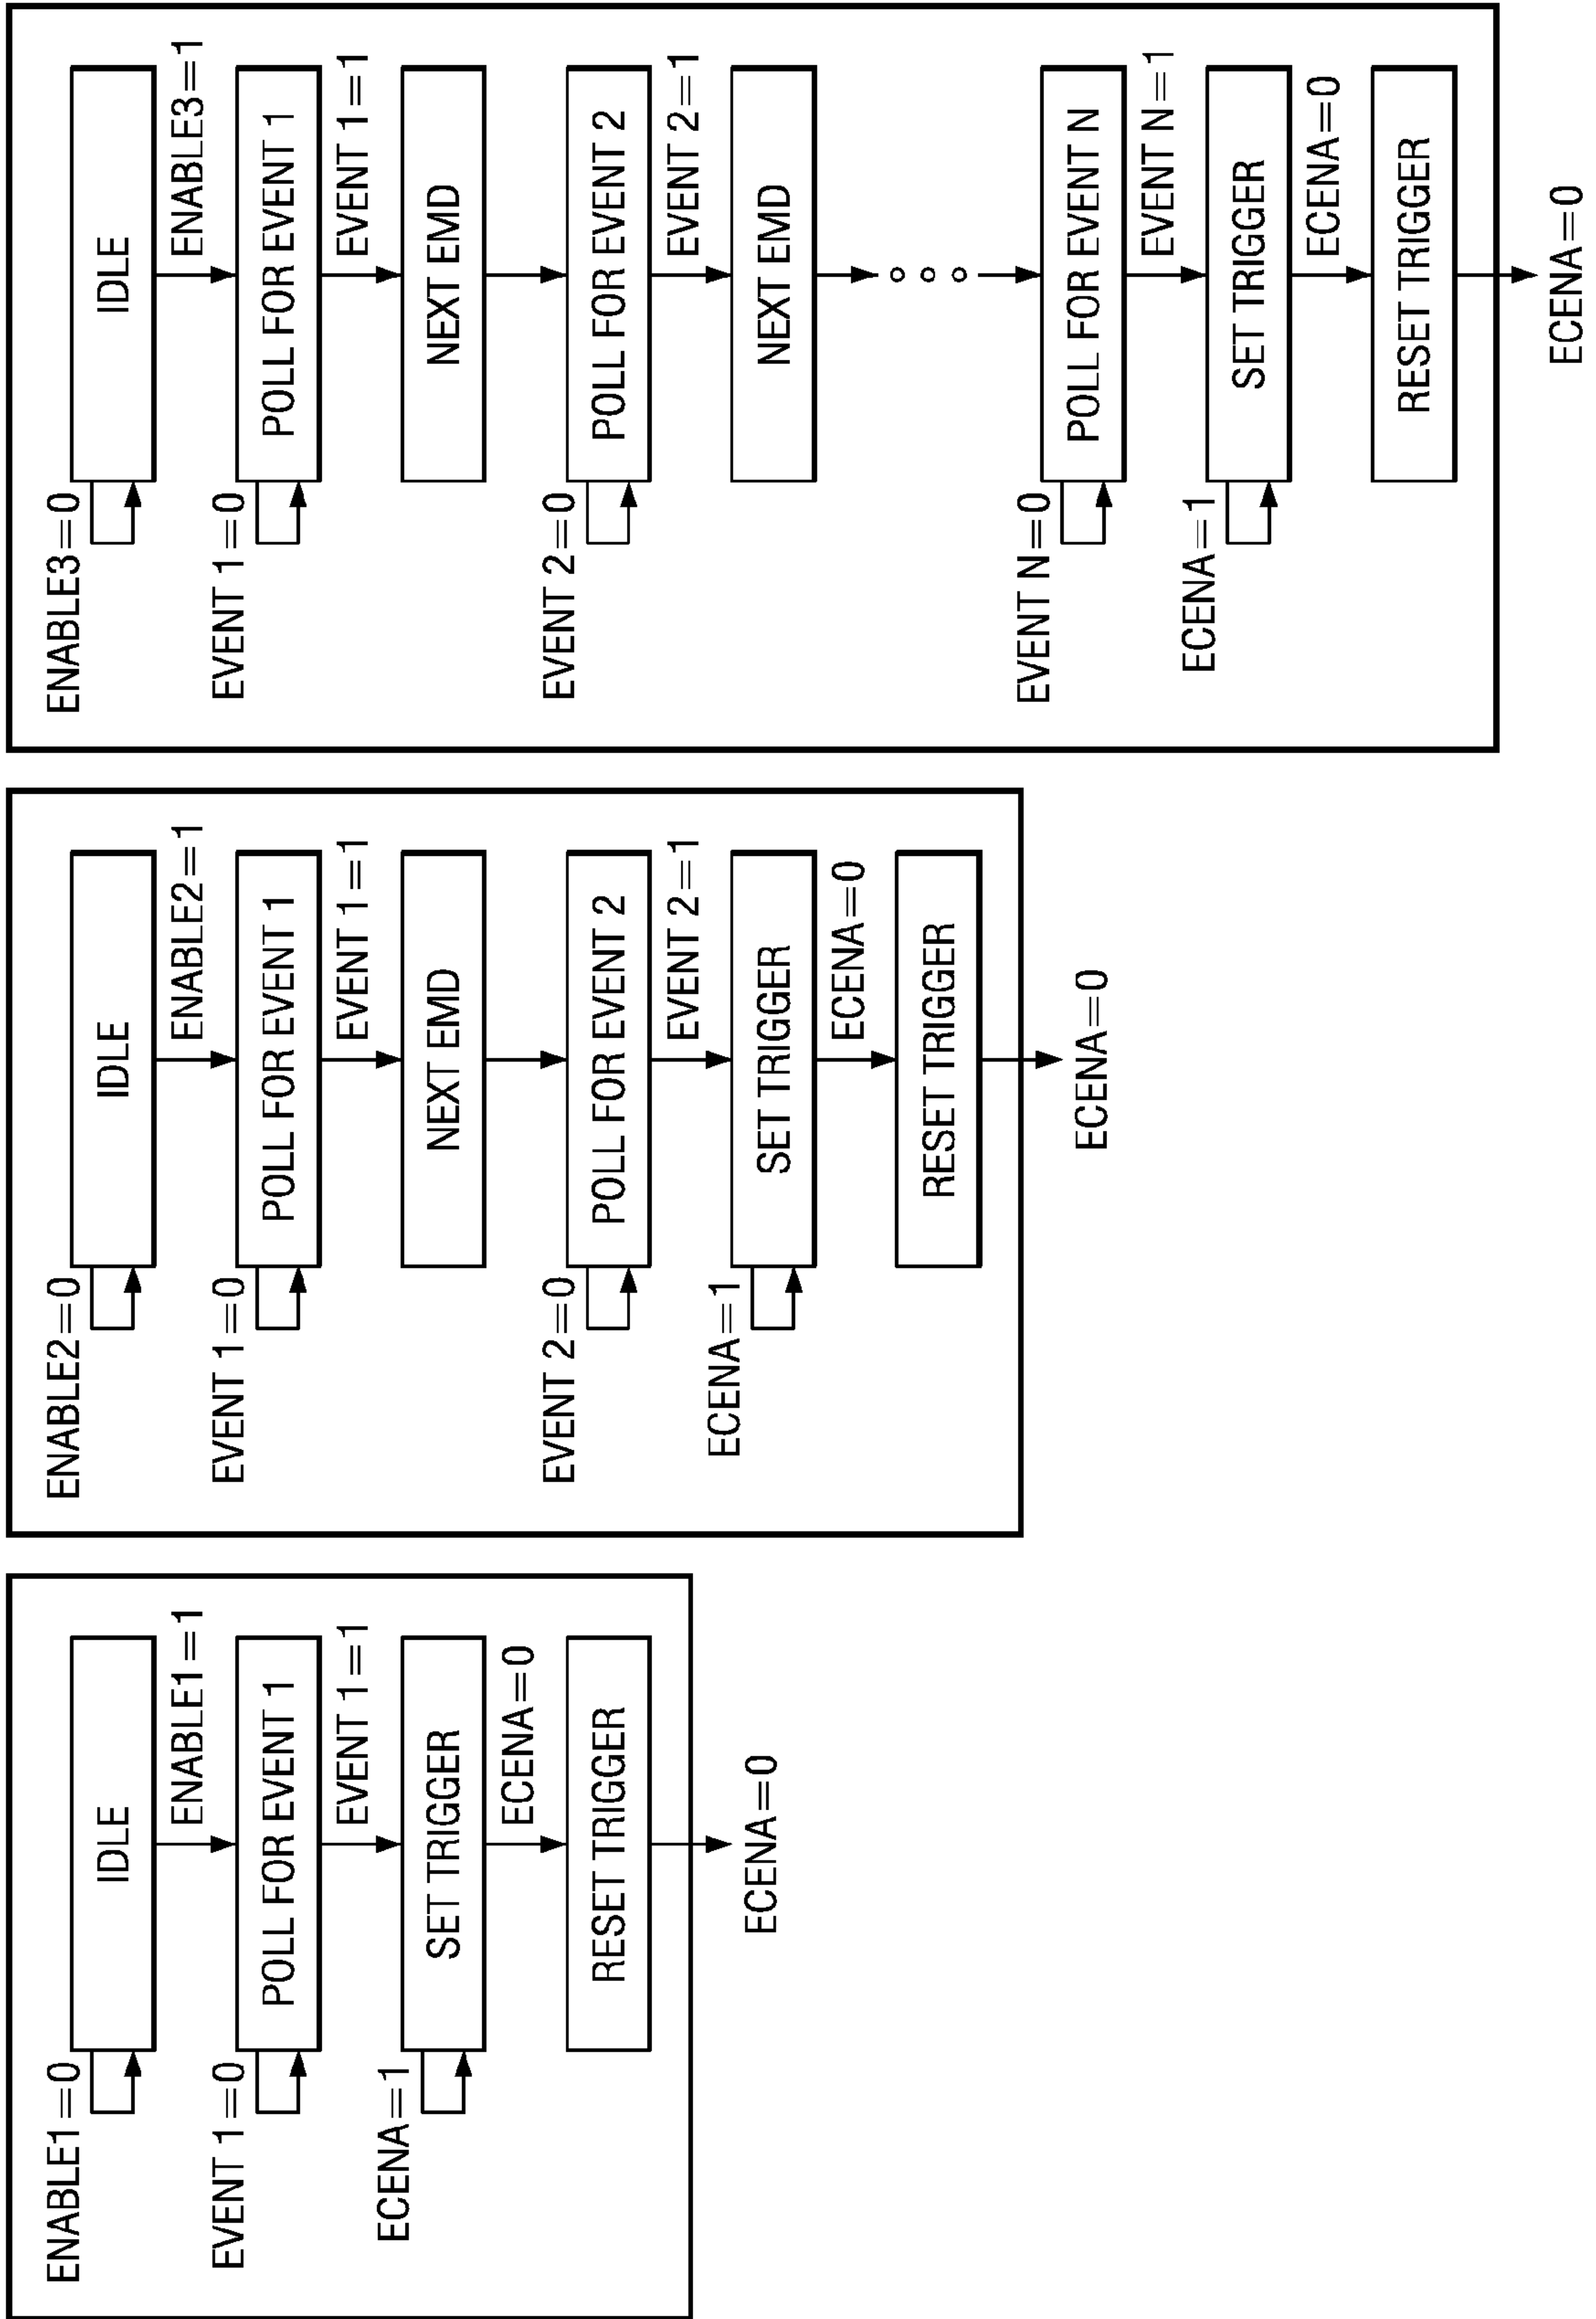 ENABLE1=0
IDLE
ENABLE1=1
EVENT 1=0
POLL FOR EVENT 1
EVENT 1=1
ECENA=1
SET TRIGGER
ECENA=0
RESET TRIGGER
ECENA=0
ENABLE2=0
IDLE
ENABLE2=1
EVENT 1=0
POLL FOR EVENT 1
EVENT 1=1
NEXT EMD
EVENT 2=0
POLL FOR EVENT 2
EVENT 2=1
ECENA=1
SET TRIGGER
ECENA=0
RESET TRIGGER
ECENA=0
ENABLE3=0
IDLE
ENABLE3=1
EVENT 1=0
POLL FOR EVENT 1
EVENT 1=1
NEXT EMD
EVENT 2=0
POLL FOR EVENT 2
EVENT 2=1
NEXT EMD
EVENT N=0
POLL FOR EVENT N
EVENT N=1
ECENA=1
SET TRIGGER
ECENA=0
RESET TRIGGER
ECENA=0